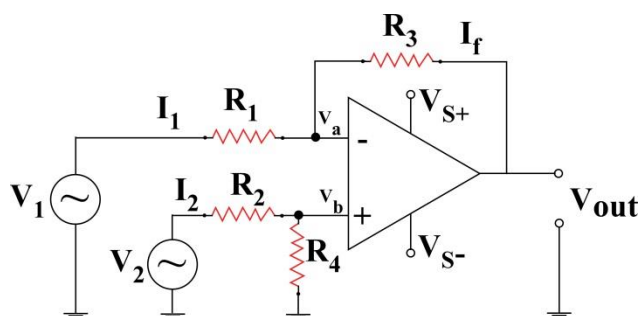 R3
If
I1
R1
Va
VS+
-
V1
I2
R2
Vb
+
Vout
V2
R4
VS-